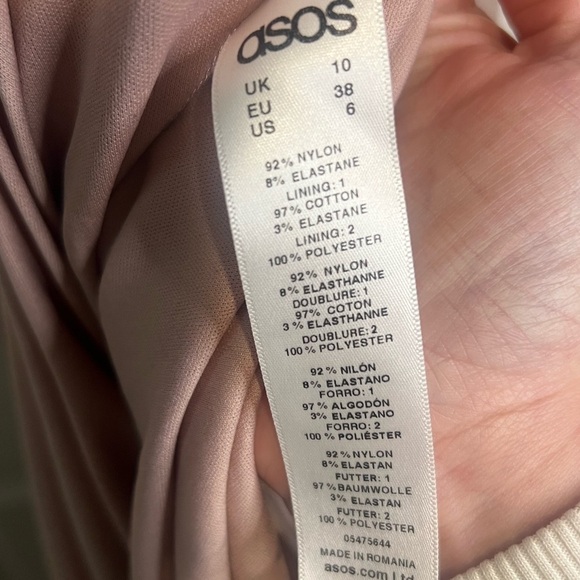 asos
UK 10
EU 38
US 6
92% NYLON
8% ELASTANE
LINING: 1
97% COTTON
3% ELASTANE
LINING: 2
100% POLYESTER
92% NYLON
8% ELASTHANNE
DOUBLURE: 1
97% COTON
3% ELASTHANNE
DOUBLURE: 2
100% POLYESTER
92% NILÓN
8% ELASTANO
FORRO: 1
97% ALGODÓN
3% ELASTANO
FORRO: 2
100% POLIÉSTER
92% NYLON
8% ELASTAN
FUTTER: 1
97% BAUMWOLLE
3% ELASTAN
FUTTER: 2
100% POLYESTER
05475644
MADE IN ROMANIA
asos.com Ltd